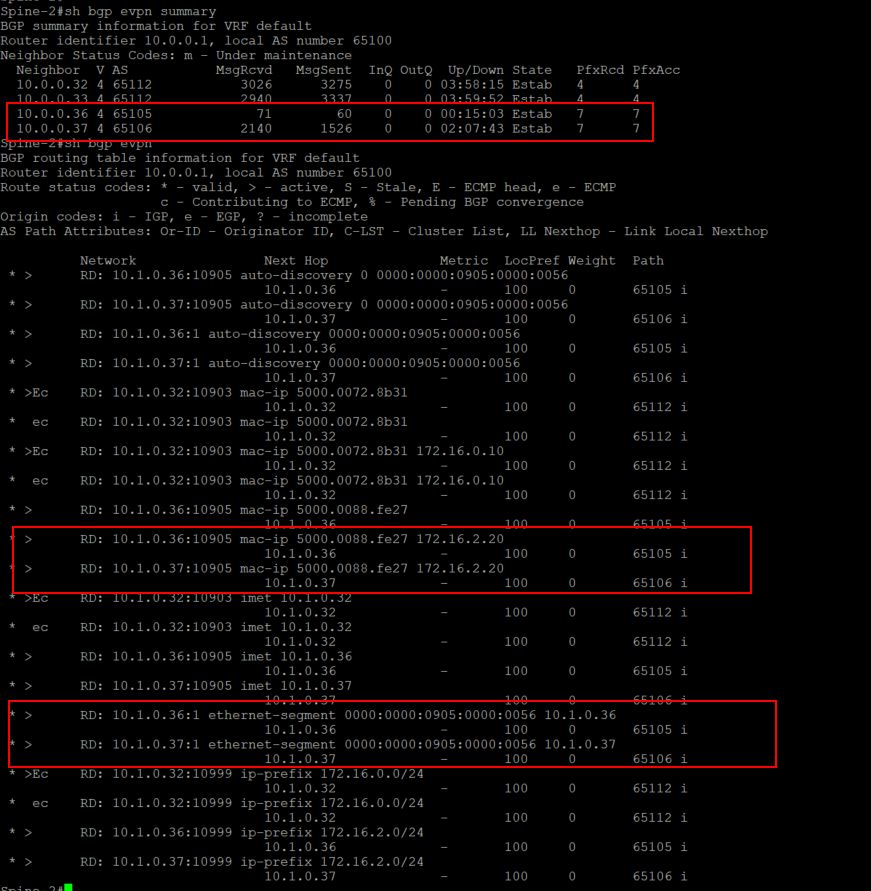 Spine-2#sh bgp evpn summary
BGP summary information for VRF default
Router identifier 10.0.0.1, local AS number 65100
Neighbor Status Codes: m - Under maintenance
  Neighbor  V AS           MsgRcvd   MsgSent  InQ OutQ  Up/Down State   PfxRcd PfxAcc
  10.0.0.32 4 65112           3026      3275    0    0 03:58:15 Estab   4      4
  10.0.0.33 4 65112           2940      3337    0    0 03:59:52 Estab   4      4
  10.0.0.36 4 65105             71        60    0    0 00:15:03 Estab   7      7
  10.0.0.37 4 65106           2140      1526    0    0 02:07:43 Estab   7      7
Spine-2#sh bgp evpn
BGP routing table information for VRF default
Router identifier 10.0.0.1, local AS number 65100
Route status codes: * - valid, > - active, S - Stale, E - ECMP head, e - ECMP
                    c - Contributing to ECMP, % - Pending BGP convergence
Origin codes: i - IGP, e - EGP, ? - incomplete
AS Path Attributes: Or-ID - Originator ID, C-LST - Cluster List, LL Nexthop - Link Local Nexthop
          Network                Next Hop              Metric  LocPref Weight  Path
 * >      RD: 10.1.0.36:10905 auto-discovery 0 0000:0000:0905:0000:0056
                                 10.1.0.36             -       100     0       65105 i
 * >      RD: 10.1.0.37:10905 auto-discovery 0 0000:0000:0905:0000:0056
                                 10.1.0.37             -       100     0       65106 i
 * >      RD: 10.1.0.36:1 auto-discovery 0000:0000:0905:0000:0056
                                 10.1.0.36             -       100     0       65105 i
 * >      RD: 10.1.0.37:1 auto-discovery 0000:0000:0905:0000:0056
                                 10.1.0.37             -       100     0       65106 i
 * >Ec    RD: 10.1.0.32:10903 mac-ip 5000.0072.8b31
                                 10.1.0.32             -       100     0       65112 i
 *  ec    RD: 10.1.0.32:10903 mac-ip 5000.0072.8b31
                                 10.1.0.32             -       100     0       65112 i
 * >Ec    RD: 10.1.0.32:10903 mac-ip 5000.0072.8b31 172.16.0.10
                                 10.1.0.32             -       100     0       65112 i
 *  ec    RD: 10.1.0.32:10903 mac-ip 5000.0072.8b31 172.16.0.10
                                 10.1.0.32             -       100     0       65112 i
 * >      RD: 10.1.0.36:10905 mac-ip 5000.0088.fe27
                                 10.1.0.36             -       100     0       65105 i
 * >      RD: 10.1.0.36:10905 mac-ip 5000.0088.fe27 172.16.2.20
                                 10.1.0.36             -       100     0       65105 i
 * >      RD: 10.1.0.37:10905 mac-ip 5000.0088.fe27 172.16.2.20
                                 10.1.0.37             -       100     0       65106 i
 * >Ec    RD: 10.1.0.32:10903 imet 10.1.0.32
                                 10.1.0.32             -       100     0       65112 i
 *  ec    RD: 10.1.0.32:10903 imet 10.1.0.32
                                 10.1.0.32             -       100     0       65112 i
 * >      RD: 10.1.0.36:10905 imet 10.1.0.36
                                 10.1.0.36             -       100     0       65105 i
 * >      RD: 10.1.0.37:10905 imet 10.1.0.37
                                 10.1.0.37             -       100     0       65106 i
 * >      RD: 10.1.0.36:1 ethernet-segment 0000:0000:0905:0000:0056 10.1.0.36
                                 10.1.0.36             -       100     0       65105 i
 * >      RD: 10.1.0.37:1 ethernet-segment 0000:0000:0905:0000:0056 10.1.0.37
                                 10.1.0.37             -       100     0       65106 i
 * >Ec    RD: 10.1.0.32:10999 ip-prefix 172.16.0.0/24
                                 10.1.0.32             -       100     0       65112 i
 *  ec    RD: 10.1.0.32:10999 ip-prefix 172.16.0.0/24
                                 10.1.0.32             -       100     0       65112 i
 * >      RD: 10.1.0.36:10999 ip-prefix 172.16.2.0/24
                                 10.1.0.36             -       100     0       65105 i
 * >      RD: 10.1.0.37:10999 ip-prefix 172.16.2.0/24
                                 10.1.0.37             -       100     0       65106 i
Spine-2#